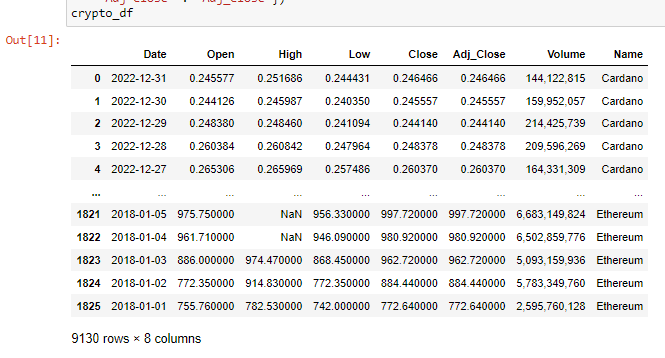 Adj_Close"})
crypto_df
Out[11]:
Date Open High Low Close Adj_Close Volume Name
0 2022-12-31 0.245577 0.251686 0.244431 0.246466 0.246466 144,122,815 Cardano
1 2022-12-30 0.244126 0.245987 0.240350 0.245557 0.245557 159,952,057 Cardano
2 2022-12-29 0.248380 0.248460 0.241094 0.244140 0.244140 214,425,739 Cardano
3 2022-12-28 0.260384 0.260842 0.247964 0.248378 0.248378 209,596,269 Cardano
4 2022-12-27 0.265306 0.265969 0.257486 0.260370 0.260370 164,331,309 Cardano
... ... ... ... ... ... ... ... ...
1821 2018-01-05 975.750000 NaN 956.330000 997.720000 997.720000 6,683,149,824 Ethereum
1822 2018-01-04 961.710000 NaN 946.090000 980.920000 980.920000 6,502,859,776 Ethereum
1823 2018-01-03 886.000000 974.470000 868.450000 962.720000 962.720000 5,093,159,936 Ethereum
1824 2018-01-02 772.350000 914.830000 772.350000 884.440000 884.440000 5,783,349,760 Ethereum
1825 2018-01-01 755.760000 782.530000 742.000000 772.640000 772.640000 2,595,760,128 Ethereum
9130 rows × 8 columns